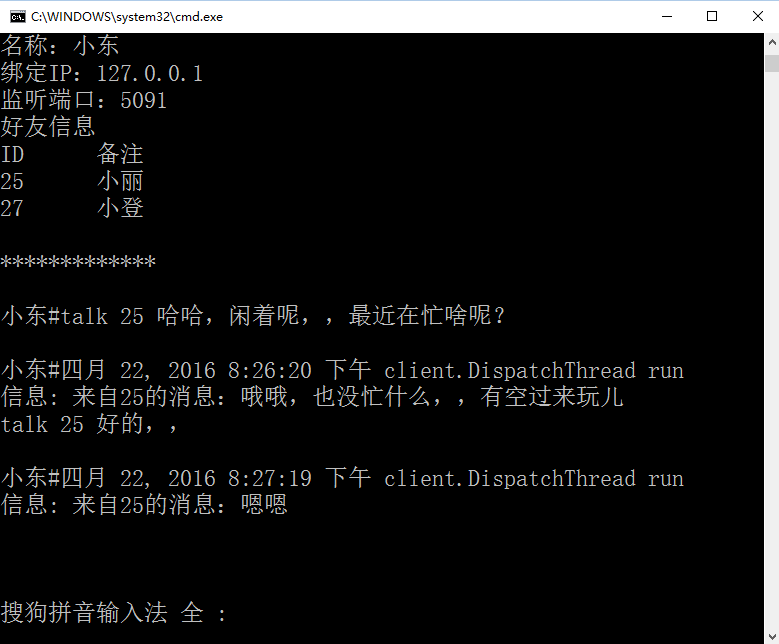 C:\WINDOWS\system32\cmd.exe
名称：小东
绑定IP：127.0.0.1
监听端口：5091
好友信息
ID 备注
25 小丽
27 小登
*************
小东#talk 25 哈哈，闲着呢，，最近在忙啥呢？
小东#四月 22, 2016 8:26:20 下午 client.DispatchThread run
信息: 来自25的消息：哦哦，也没忙什么，，有空过来玩儿
talk 25 好的，，
小东#四月 22, 2016 8:27:19 下午 client.DispatchThread run
信息: 来自25的消息：嗯嗯
搜狗拼音输入法 全 :